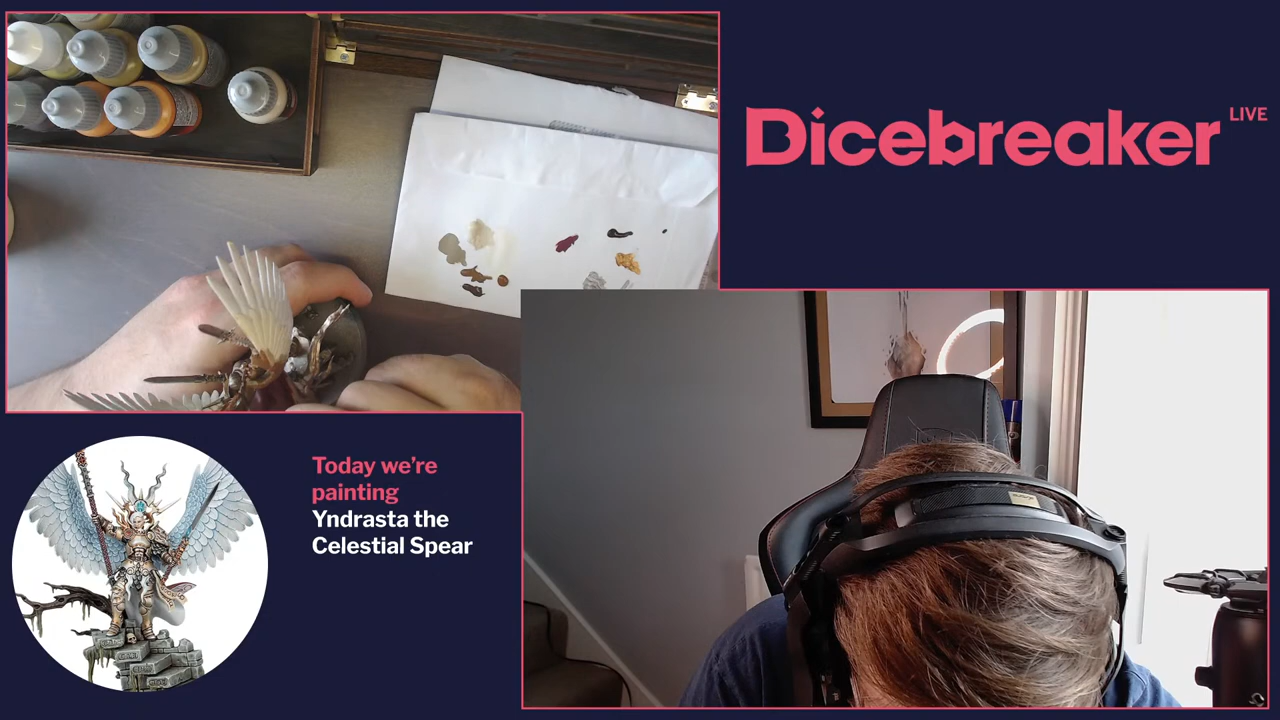 Dicebreaker LIVE
Today we're
painting
Yndrasta the
Celestial Spear